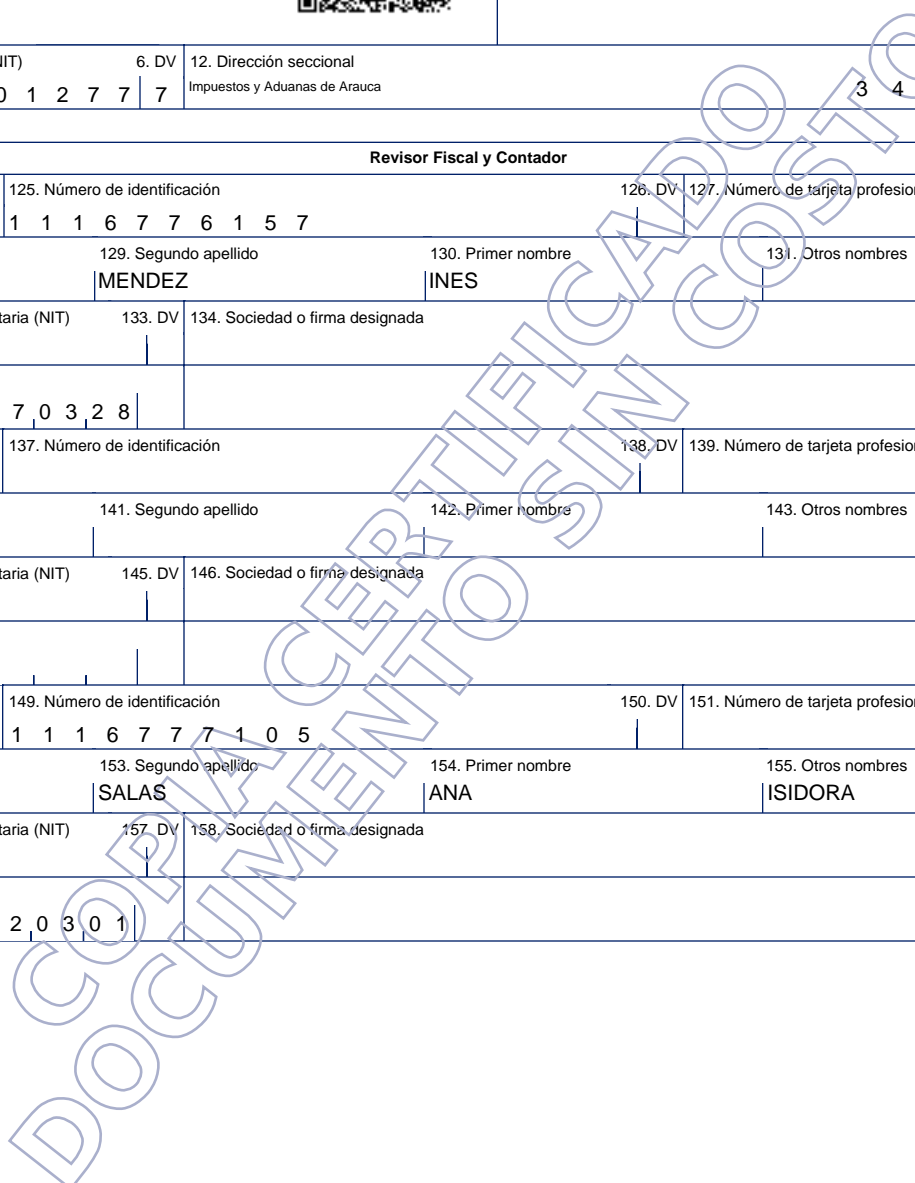 NIT) 6. DV 12. Dirección seccional
0 1 2 7 7 7 Impuestos y Aduanas de Arauca 3 4
Revisor Fiscal y Contador
125. Número de identificación 126. DV 127. Número de tarjeta profesion
1 1 1 6 7 7 6 1 5 7
129. Segundo apellido 130. Primer nombre 131. Otros nombres
MENDEZ INES
taria (NIT) 133. DV 134. Sociedad o firma designada
7 0 3 2 8
137. Número de identificación 138. DV 139. Número de tarjeta profesion
141. Segundo apellido 142. Primer nombre 143. Otros nombres
taria (NIT) 145. DV 146. Sociedad o firma designada
149. Número de identificación 150. DV 151. Número de tarjeta profesion
1 1 1 6 7 7 7 1 0 5
153. Segundo apellido 154. Primer nombre 155. Otros nombres
SALAS ANA ISIDORA
taria (NIT) 157. DV 158. Sociedad o firma designada
2 0 3 0 1
COPIA CERTIFICADO
DOCUMENTO SIN COSTO